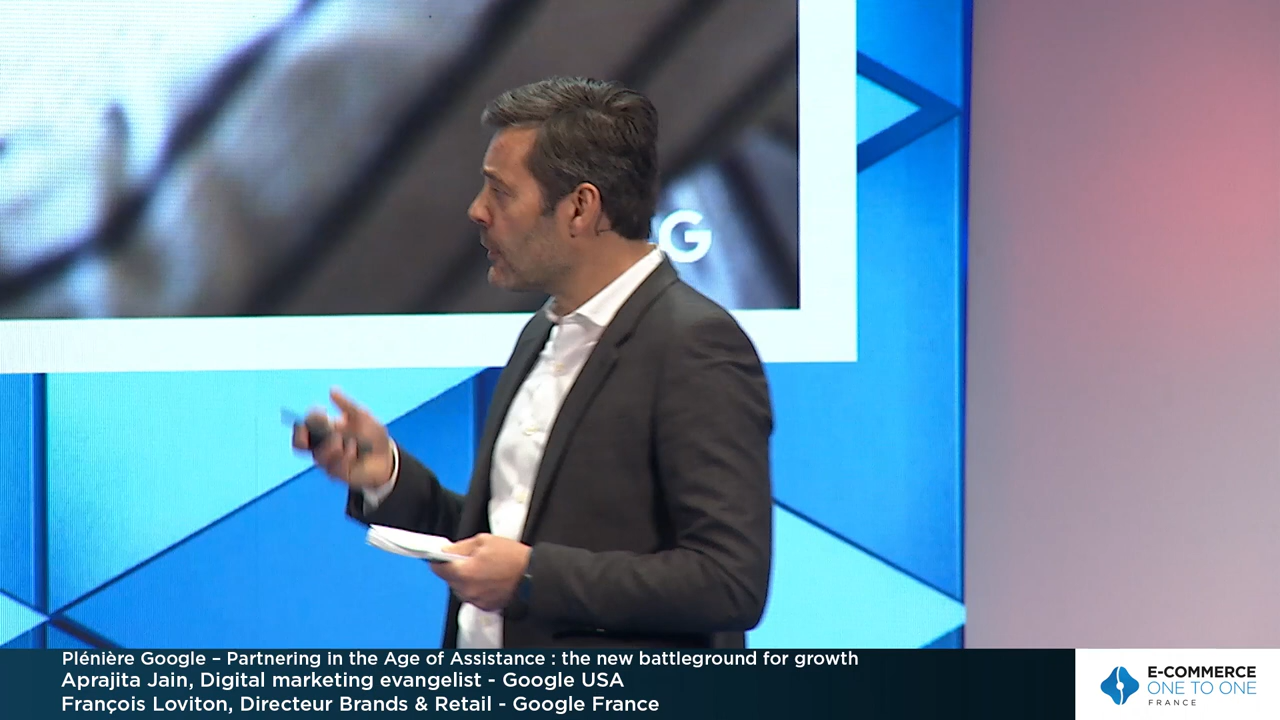 G
Plénière Google – Partnering in the Age of Assistance : the new battleground for growth
Aprajita Jain, Digital marketing evangelist - Google USA
François Loviton, Directeur Brands & Retail - Google France
E-COMMERCE
ONE TO ONE
FRANCE